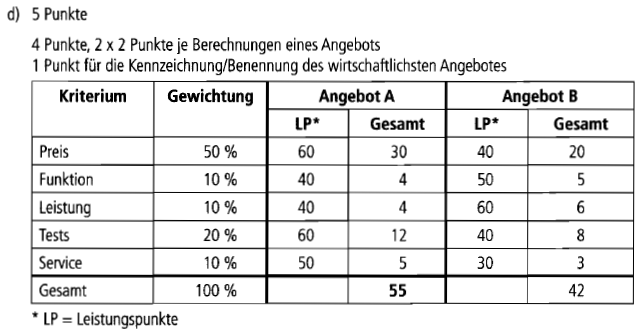 d) 5 Punkte
4 Punkte, 2 x 2 Punkte je Berechnungen eines Angebots
1 Punkt für die Kennzeichnung/Benennung des wirtschaftlichsten Angebotes
Kriterium Gewichtung Angebot A Angebot B
LP* Gesamt LP* Gesamt
Preis 50 % 60 30 40 20
Funktion 10 % 40 4 50 5
Leistung 10 % 40 4 60 6
Tests 20 % 60 12 40 8
Service 10 % 50 5 30 3
Gesamt 100 % 55 42
* LP = Leistungspunkte